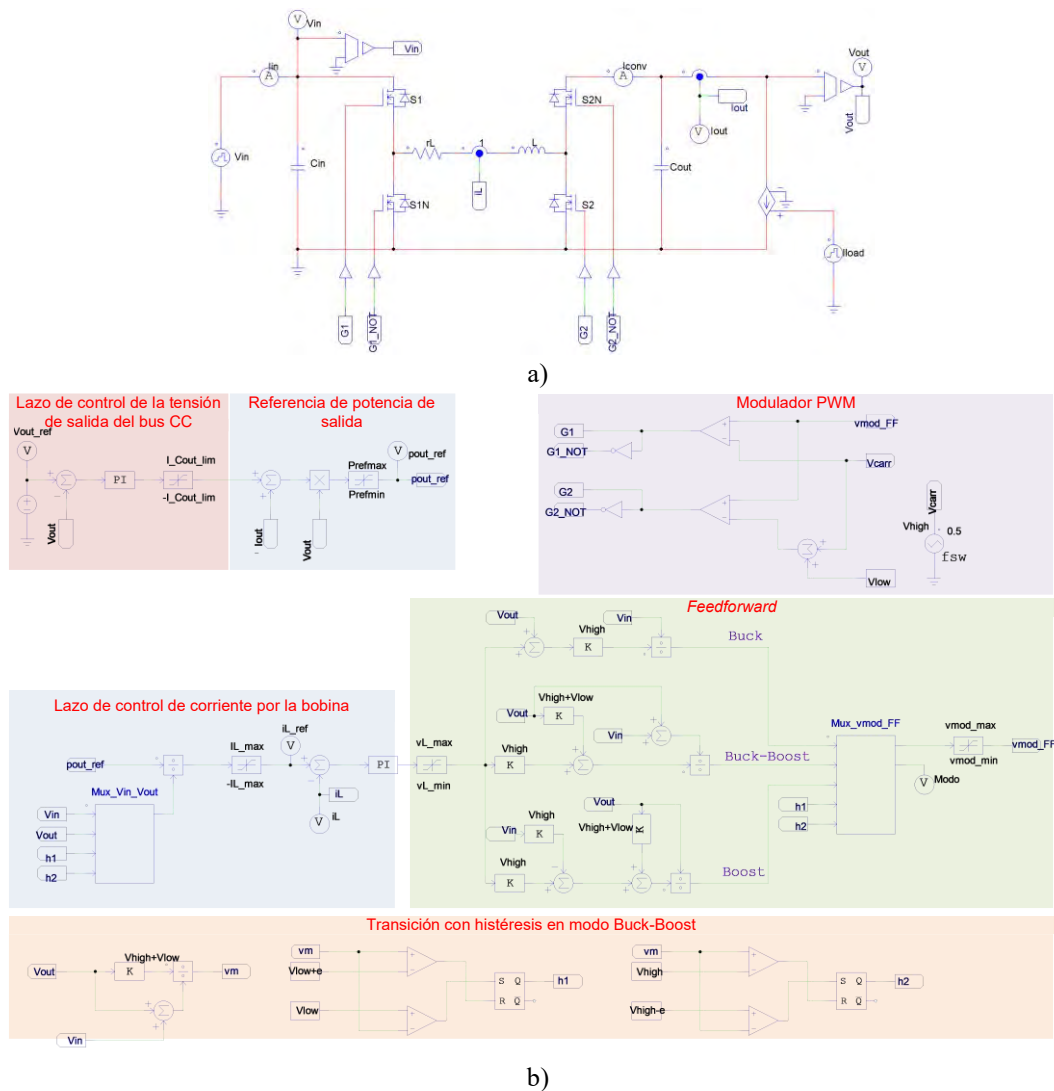 V
Vin
Vin
Iin
A
Vin
Cin
S1
S1N
rL
1
L
iL
S2N
S2
Iconv
A
Iout
V
Iout
Cout
Vout
V
Vout
Iload
G1
G1_NOT
G2
G2_NOT
a)
Lazo de control de la tensión
de salida del bus CC
Vout_ref
V
PI
I_Cout_lim
-I_Cout_lim
Vout
Referencia de potencia de
salida
Iout
Vout
Prefmax
Prefmin
V
pout_ref
pout_ref
Modulador PWM
G1
G1_NOT
G2
G2_NOT
vmod_FF
Vcarr
Vcarr
Vhigh
0.5
fsw
Vlow
Lazo de control de corriente por la bobina
pout_ref
Mux_Vin_Vout
Vin
Vout
h1
h2
IL_max
-IL_max
iL_ref
V
iL
V
iL
PI
Feedforward
vL_max
vL_min
Vout
Vin
Vhigh
K
Buck
Vhigh+Vlow
Vout
K
Vin
Vhigh
K
Buck-Boost
Vout
Vhigh+Vlow
K
Vin
K
Vhigh
Vhigh
K
Boost
Mux_vmod_FF
h1
h2
V
Modo
vmod_max
vmod_min
vmod_FF
Transición con histéresis en modo Buck-Boost
Vout
Vhigh+Vlow
K
vm
Vin
vm
Vlow+e
Vlow
S Q
R Q
h1
vm
Vhigh
Vhigh-e
S Q
R Q
h2
b)